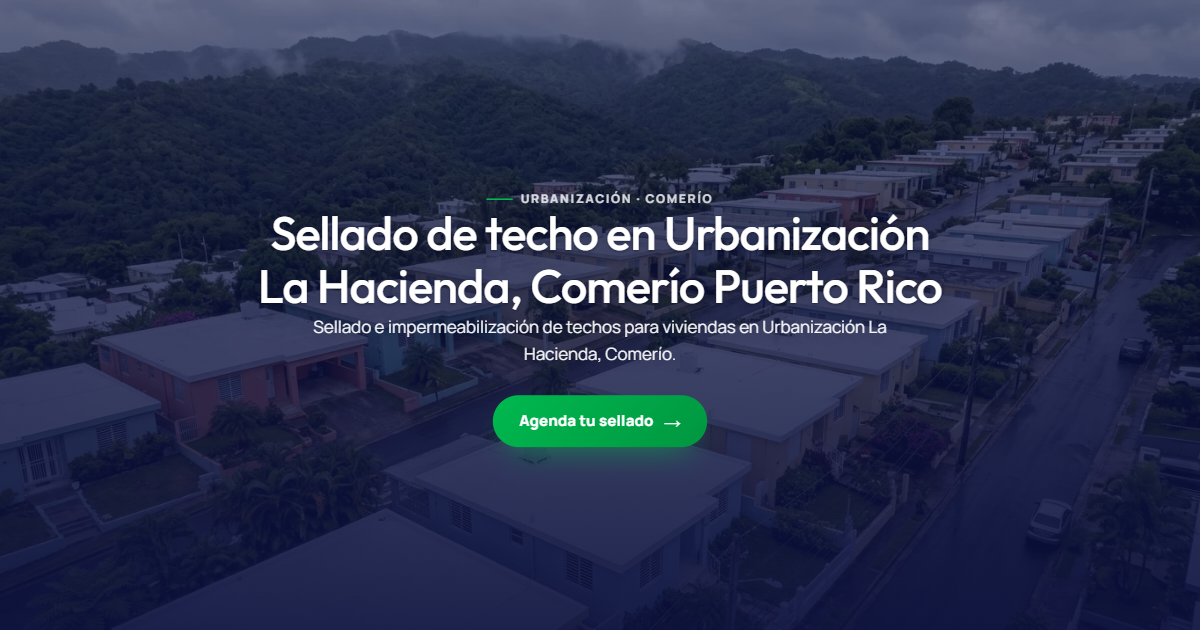 URBANIZACIÓN · COMERÍO
Sellado de techo en Urbanización
La Hacienda, Comerío Puerto Rico
Sellado e impermeabilización de techos para viviendas en Urbanización La
Hacienda, Comerío.
Agenda tu sellado →